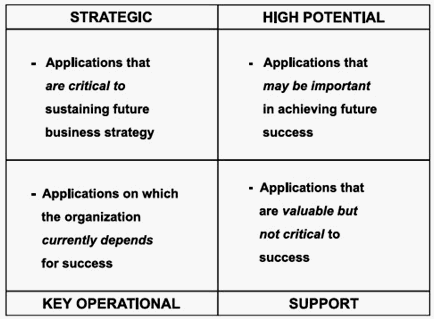 STRATEGIC
HIGH POTENTIAL
- Applications that
are critical to
sustaining future
business strategy
- Applications that
may be important
in achieving future
success
- Applications on which
the organization
currently depends
for success
- Applications that
are valuable but
not critical to
success
KEY OPERATIONAL
SUPPORT